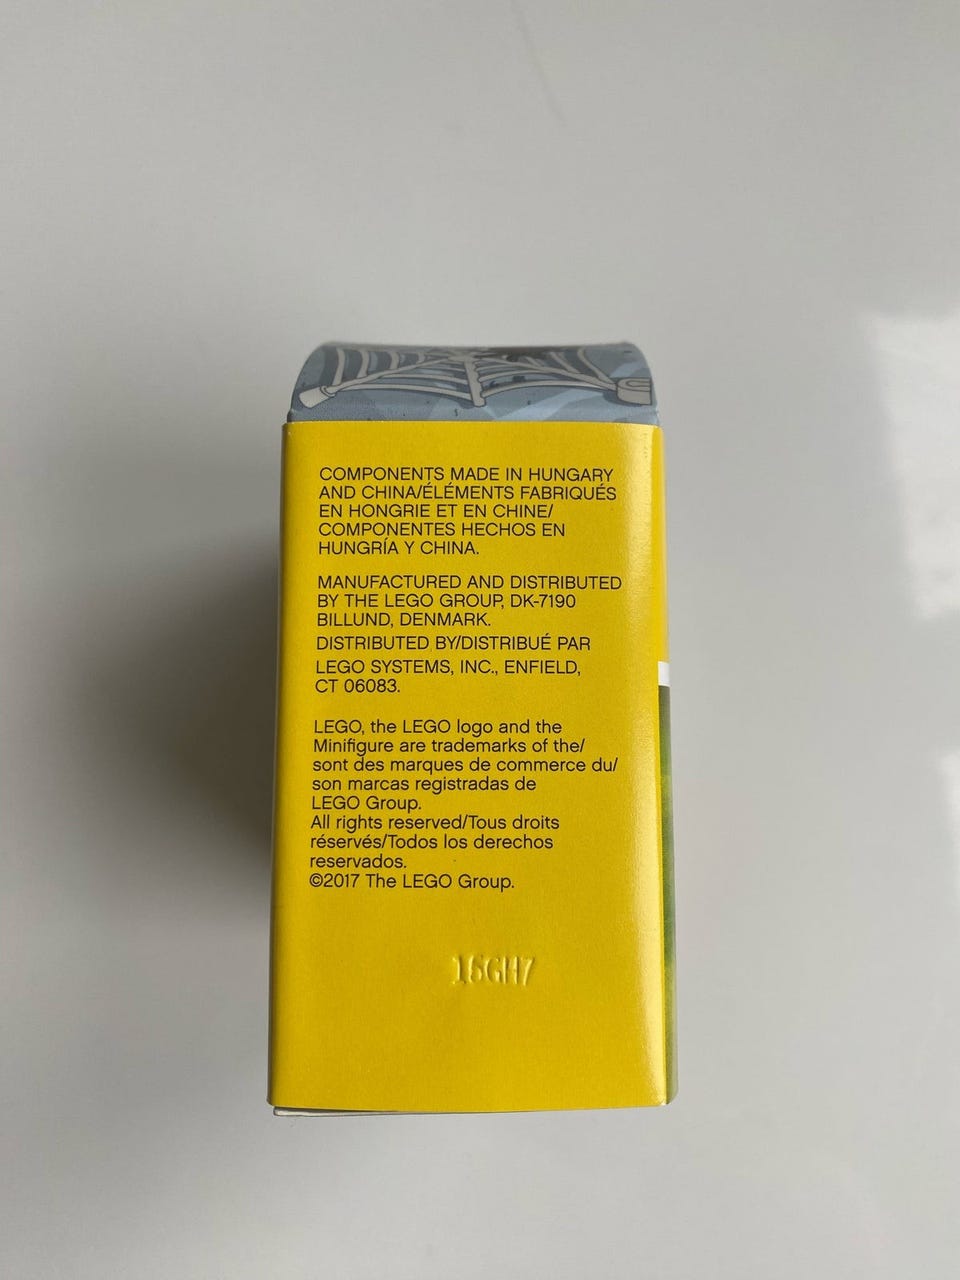 COMPONENTS MADE IN HUNGARY
AND CHINA/ÉLÉMENTS FABRIQUÉS
EN HONGRIE ET EN CHINE/
COMPONENTES HECHOS EN
HUNGRÍA Y CHINA.
MANUFACTURED AND DISTRIBUTED
BY THE LEGO GROUP, DK-7190
BILLUND, DENMARK.
DISTRIBUTED BY/DISTRIBUÉ PAR
LEGO SYSTEMS, INC., ENFIELD,
CT 06083.
LEGO, the LEGO logo and the
Minifigure are trademarks of the/
sont des marques de commerce du/
son marcas registradas de
LEGO Group.
All rights reserved/Tous droits
réservés/Todos los derechos
reservados.
©2017 The LEGO Group.